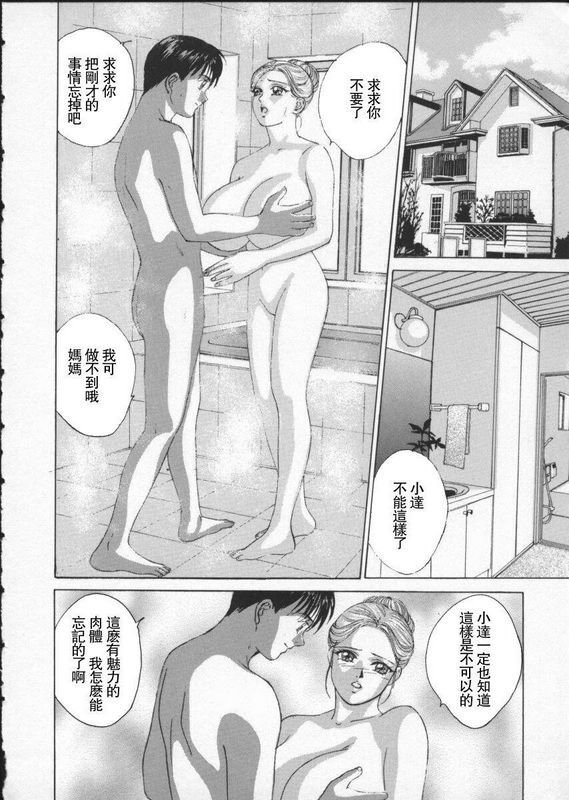 小達
不能這樣了
求求你
不要了
求求你
把剛才的
事情忘掉吧
我可
做不到哦
媽媽
小達一定也知道
這樣是不可以的
這麽有魅力的
肉體 我怎麽能
忘記的了啊